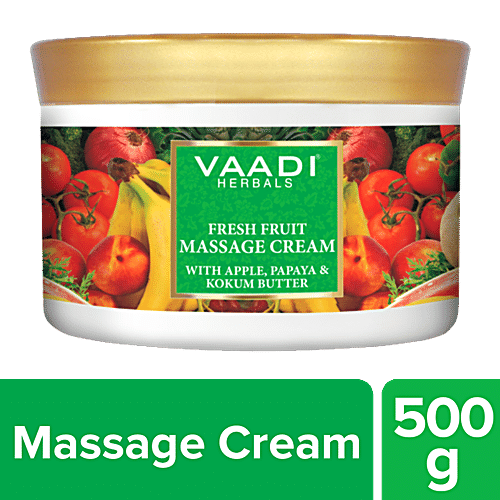 VAADI
HERBALS
FRESH FRUIT
MASSAGE CREAM
WITH APPLE, PAPAYA &
KOKUM BUTTER
Massage Cream
500
g